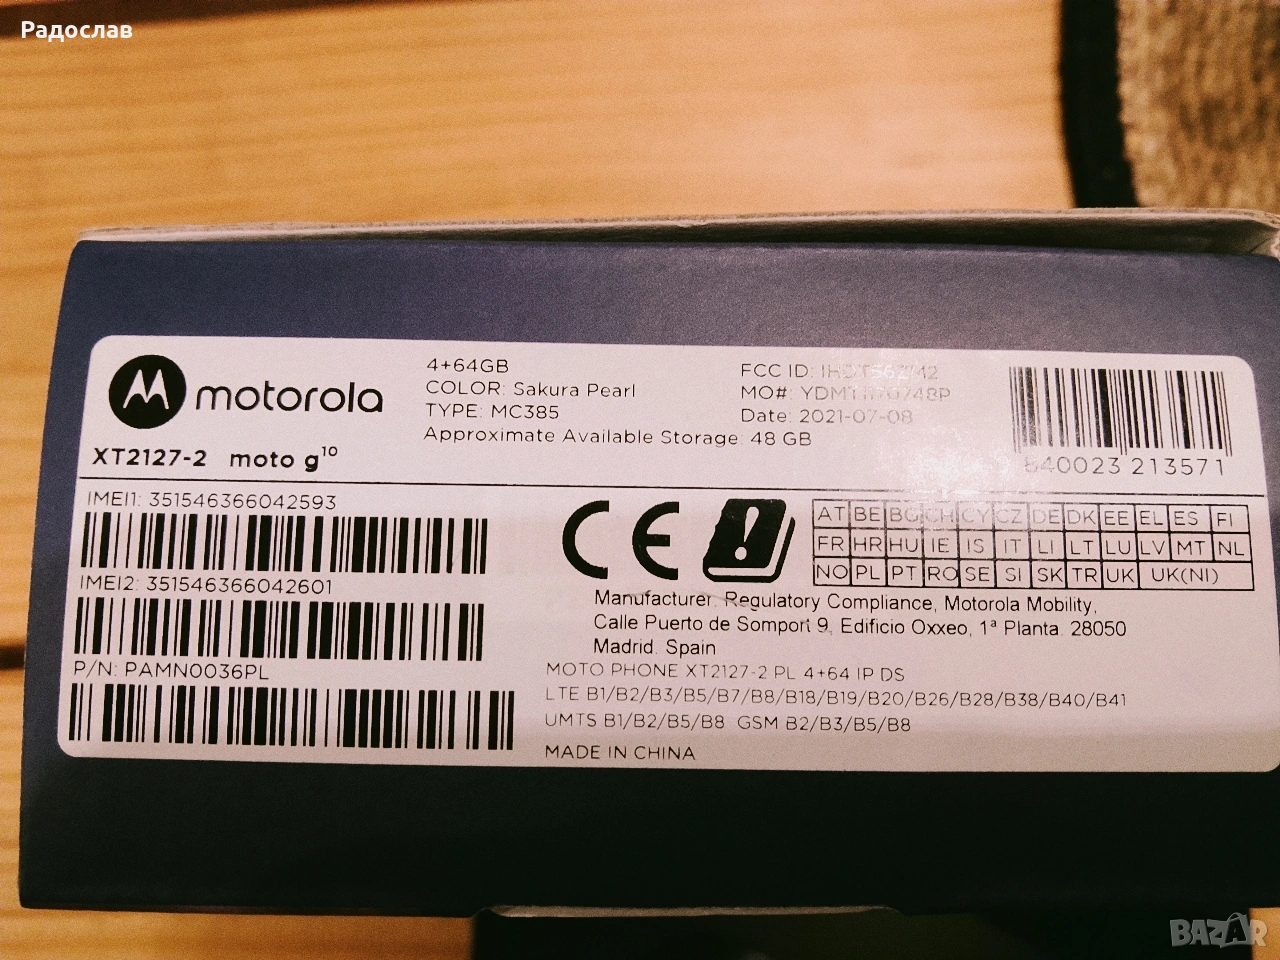 Радослав
motorola
XT2127-2 moto g10
4+64GB
COLOR: Sakura Pearl
TYPE: MC385
Approximate Available Storage: 48 GB
FCC ID:
MO#:
Date: 2021-07-08
840023 213571
IMEI1: 351546366042593
IMEI2: 351546366042601
P/N: PAMN0036PL
CE
AT BE BG CH CY CZ DE DK EE EL ES FI
FR HR HU IE IS IT LI LT LU LV MT NL
NO PL PT RO SE SI SK TR UK UK(NI)
Manufacturer: Regulatory Compliance, Motorola Mobility,
Calle Puerto de Somport 9, Edificio Oxxeo, 1ª Planta. 28050
Madrid. Spain
MOTO PHONE XT2127-2 PL 4+64 IP DS
LTE B1/B2/B3/B5/B7/B8/B18/B19/B20/B26/B28/B38/B40/B41
UMTS B1/B2/B5/B8 GSM B2/B3/B5/B8
MADE IN CHINA
BAZAR